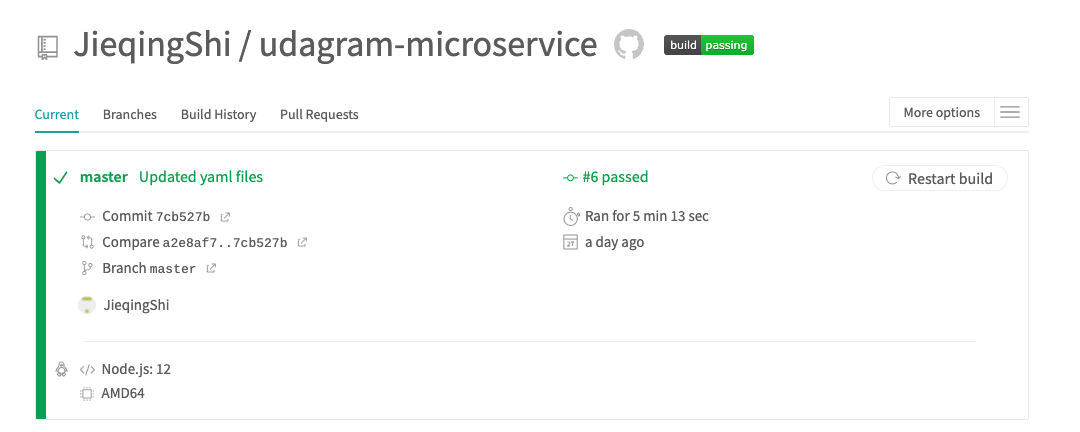 JieqingShi / udagram-microservice build passing
Current Branches Build History Pull Requests More options
master Updated yaml files #6 passed Restart build
Commit 7cb527b Ran for 5 min 13 sec
Compare a2e8af7..7cb527b 27 a day ago
Branch master
JieqingShi
</> Node.js: 12
AMD64